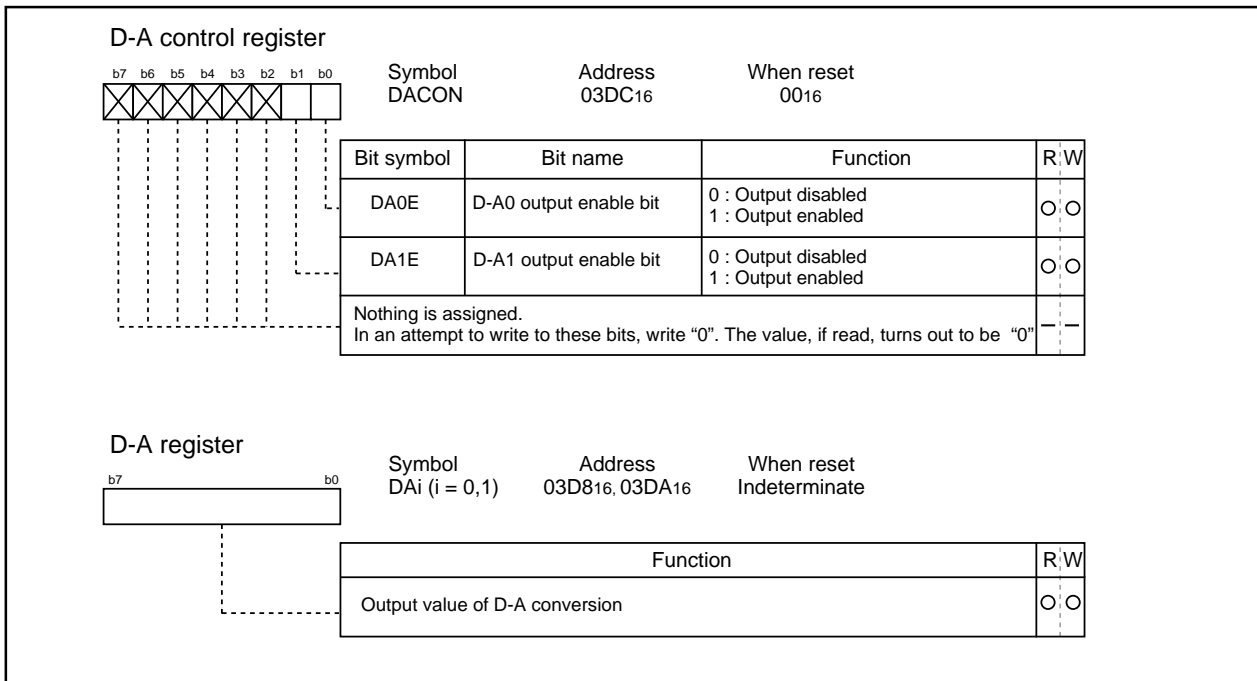 D-A control register
b7 b6 b5 b4 b3 b2 b1 b0
Symbol Address When reset
DACON 03DC16 0016
Bit symbol Bit name Function R W
DA0E D-A0 output enable bit 0 : Output disabled
1 : Output enabled
DA1E D-A1 output enable bit 0 : Output disabled
1 : Output enabled
Nothing is assigned.
In an attempt to write to these bits, write “0”. The value, if read, turns out to be “0”
D-A register
b7 b0
Symbol Address When reset
DAi (i = 0,1) 03D816, 03DA16 Indeterminate
Function R W
Output value of D-A conversion